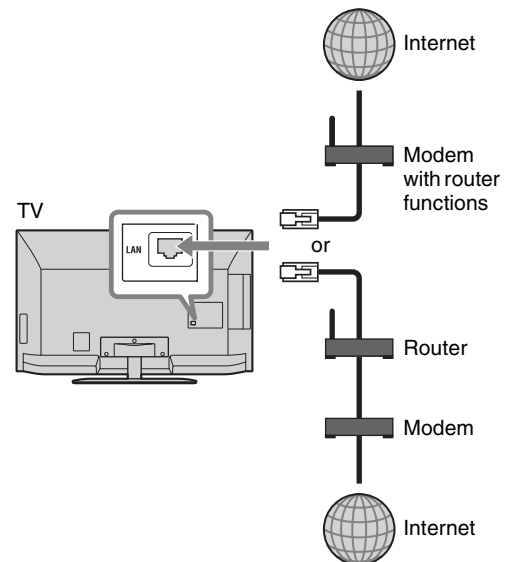 Internet
Modem
with router
functions
TV
LAN
or
Router
Modem
Internet